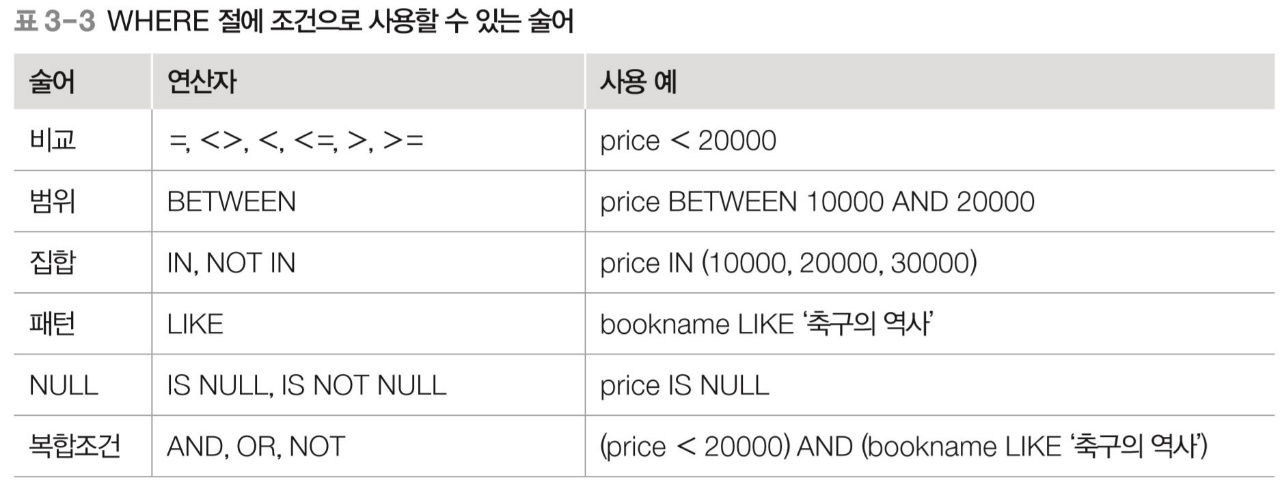 표 3-3 WHERE 절에 조건으로 사용할 수 있는 술어
술어 연산자 사용 예
비교 =, <>, <, <=, >, >= price < 20000
범위 BETWEEN price BETWEEN 10000 AND 20000
집합 IN, NOT IN price IN (10000, 20000, 30000)
패턴 LIKE bookname LIKE ‘축구의 역사’
NULL IS NULL, IS NOT NULL price IS NULL
복합조건 AND, OR, NOT (price < 20000) AND (bookname LIKE ‘축구의 역사’)